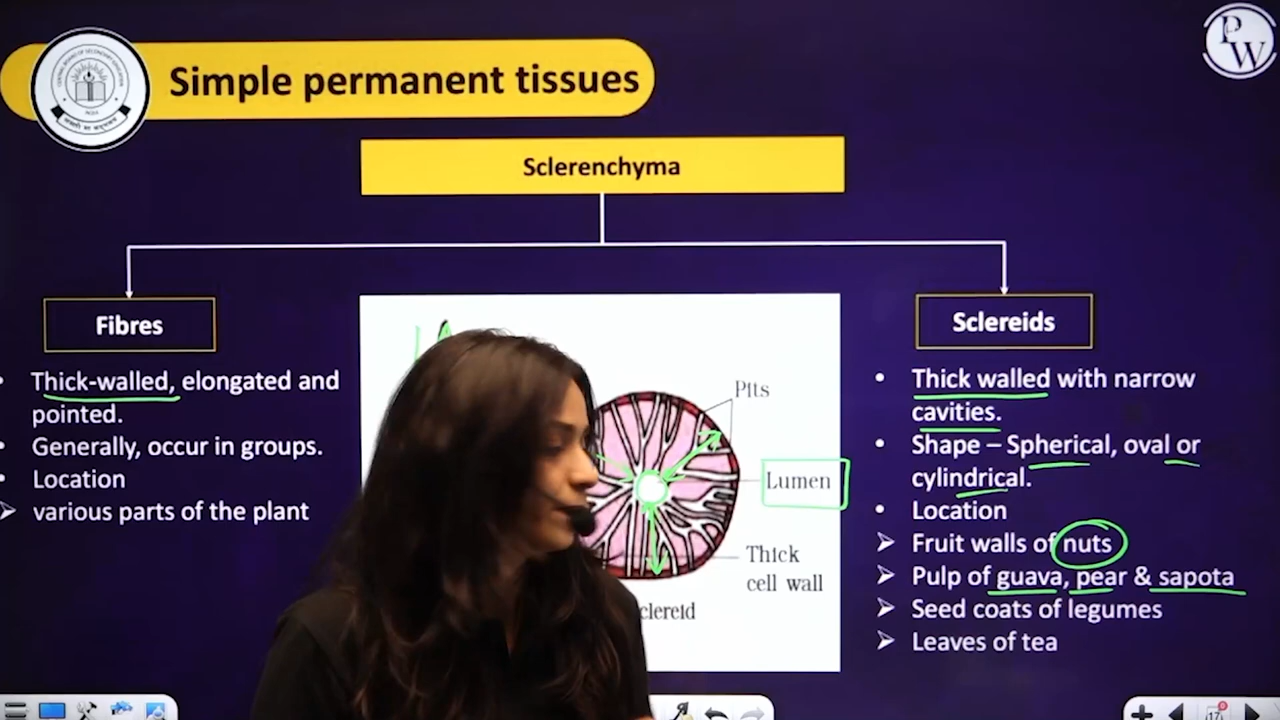 PW
Simple permanent tissues
Sclerenchyma
Fibres
Thick-walled, elongated and
pointed.
Generally, occur in groups.
Location
various parts of the plant
Pits
Lumen
Thick
cell wall
clereid
Sclereids
Thick walled with narrow
cavities.
Shape – Spherical, oval or
cylindrical.
Location
Fruit walls of nuts
Pulp of guava, pear & sapota
Seed coats of legumes
Leaves of tea
17